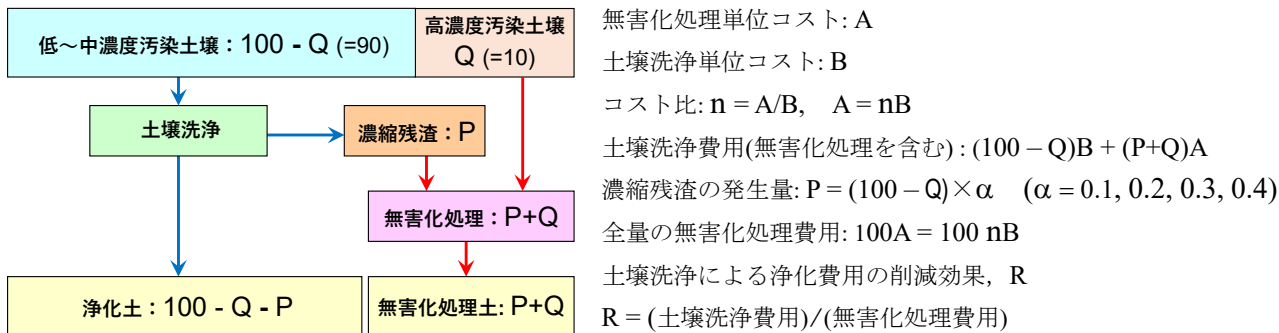 低～中濃度汚染土壌：100 - Q (=90)
高濃度汚染土壌
Q (=10)
土壌洗浄
濃縮残渣：P
無害化処理：P+Q
浄化土：100 - Q - P
無害化処理土: P+Q
無害化処理単位コスト: A
土壌洗浄単位コスト: B
コスト比: n = A/B, A = nB
土壌洗浄費用(無害化処理を含む) : (100 – Q)B + (P+Q)A
濃縮残渣の発生量: P = (100 – Q)×α (α = 0.1, 0.2, 0.3, 0.4)
全量の無害化処理費用: 100A = 100 nB
土壌洗浄による浄化費用の削減効果, R
R = (土壌洗浄費用)/(無害化処理費用)